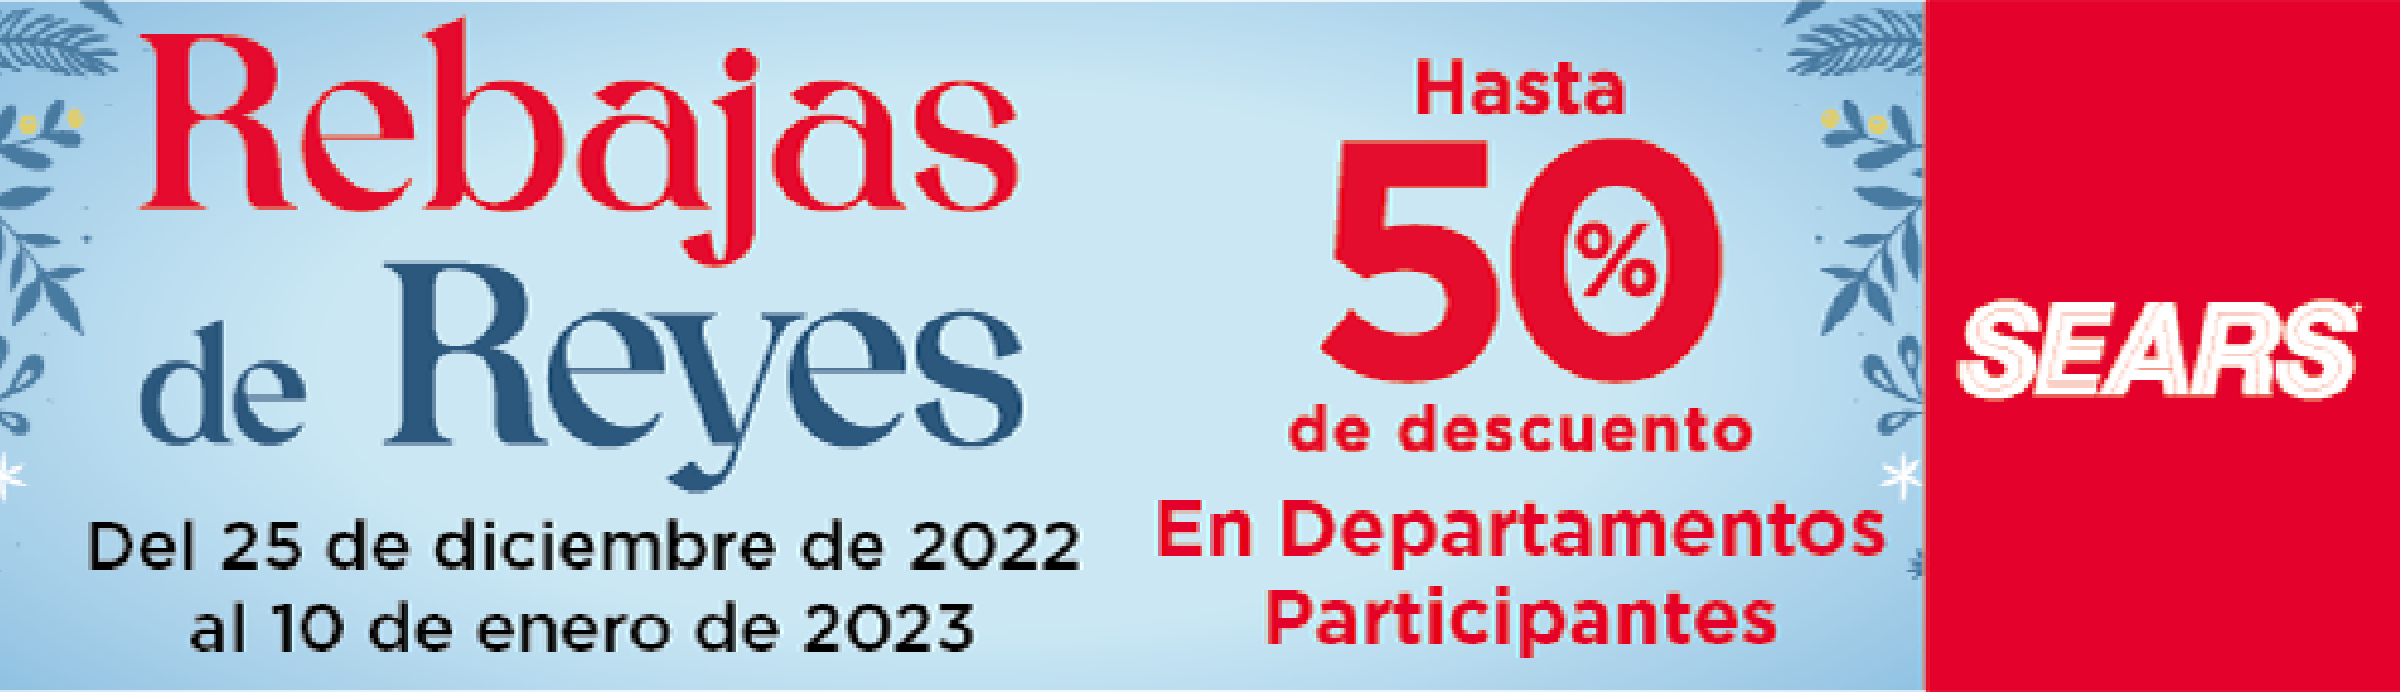 Rebajas
de Reyes
Del 25 de diciembre de 2022
al 10 de enero de 2023
Hasta
50%
de descuento
En Departamentos
Participantes
SEARS